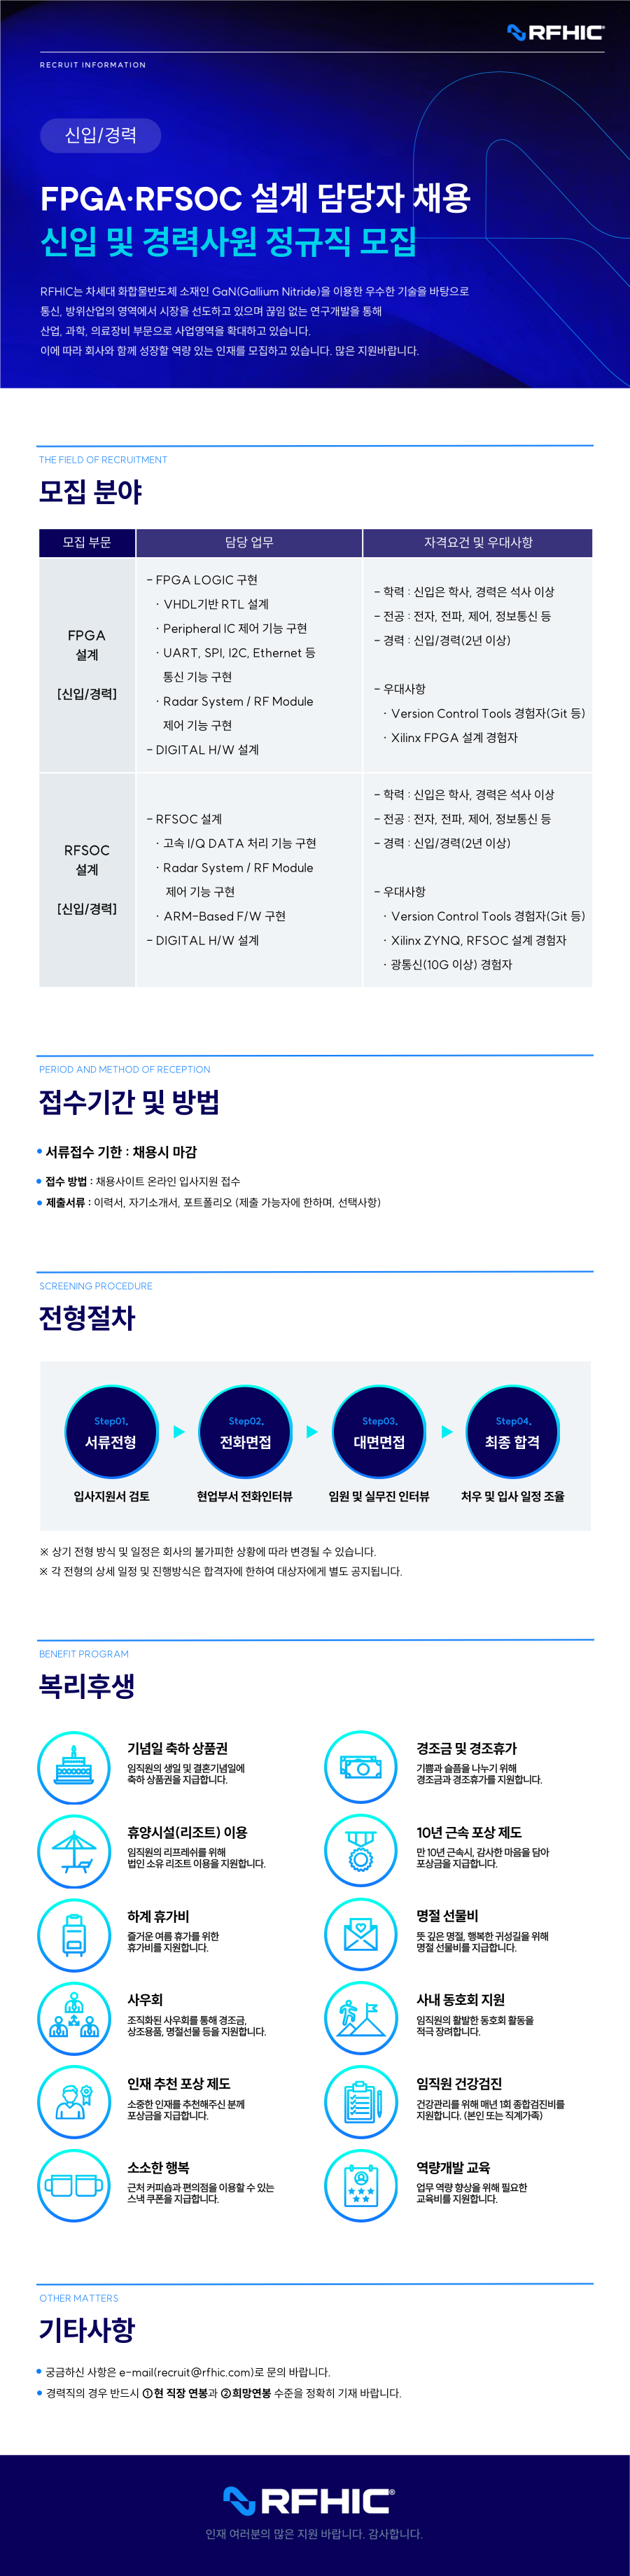 RFHIC®
RECRUIT INFORMATION
신입/경력
FPGA·RFSOC 설계 담당자 채용
신입 및 경력사원 정규직 모집
RFHIC는 차세대 화합물반도체 소재인 GaN(Gallium Nitride)을 이용한 우수한 기술을 바탕으로
통신, 방위산업의 영역에서 시장을 선도하고 있으며 끊임 없는 연구개발을 통해
산업, 과학, 의료장비 부문으로 사업영역을 확대하고 있습니다.
이에 따라 회사와 함께 성장할 역량 있는 인재를 모집하고 있습니다. 많은 지원바랍니다.
THE FIELD OF RECRUITMENT
모집 분야
모집 부문
담당 업무
자격요건 및 우대사항
FPGA
설계
[신입/경력]
- FPGA LOGIC 구현
· VHDL기반 RTL 설계
· Peripheral IC 제어 기능 구현
· UART, SPI, I2C, Ethernet 등
통신 기능 구현
· Radar System / RF Module
제어 기능 구현
- DIGITAL H/W 설계
- 학력 : 신입은 학사, 경력은 석사 이상
- 전공 : 전자, 전파, 제어, 정보통신 등
- 경력 : 신입/경력(2년 이상)
- 우대사항
· Version Control Tools 경험자(Git 등)
· Xilinx FPGA 설계 경험자
RFSOC
설계
[신입/경력]
- RFSOC 설계
· 고속 I/Q DATA 처리 기능 구현
· Radar System / RF Module
제어 기능 구현
· ARM-Based F/W 구현
- DIGITAL H/W 설계
- 학력 : 신입은 학사, 경력은 석사 이상
- 전공 : 전자, 전파, 제어, 정보통신 등
- 경력 : 신입/경력(2년 이상)
- 우대사항
· Version Control Tools 경험자(Git 등)
· Xilinx ZYNQ, RFSOC 설계 경험자
· 광통신(10G 이상) 경험자
PERIOD AND METHOD OF RECEPTION
접수기간 및 방법
• 서류접수 기한 : 채용시 마감
• 접수 방법 : 채용사이트 온라인 입사지원 접수
• 제출서류 : 이력서, 자기소개서, 포트폴리오 (제출 가능자에 한하며, 선택사항)
SCREENING PROCEDURE
전형절차
Step01.
서류전형
입사지원서 검토
Step02.
전화면접
현업부서 전화인터뷰
Step03.
대면면접
임원 및 실무진 인터뷰
Step04.
최종 합격
처우 및 입사 일정 조율
※ 상기 전형 방식 및 일정은 회사의 불가피한 상황에 따라 변경될 수 있습니다.
※ 각 전형의 상세 일정 및 진행방식은 합격자에 한하여 대상자에게 별도 공지됩니다.
BENEFIT PROGRAM
복리후생
기념일 축하 상품권
임직원의 생일 및 결혼기념일에
축하 상품권을 지급합니다.
경조금 및 경조휴가
기쁨과 슬픔을 나누기 위해
경조금과 경조휴가를 지원합니다.
휴양시설(리조트) 이용
임직원의 리프레쉬를 위해
법인 소유 리조트 이용을 지원합니다.
10년 근속 포상 제도
만 10년 근속시, 감사한 마음을 담아
포상금을 지급합니다.
하계 휴가비
즐거운 여름 휴가를 위한
휴가비를 지원합니다.
명절 선물비
뜻 깊은 명절, 행복한 귀성길을 위해
명절 선물비를 지급합니다.
사우회
조직화된 사우회를 통해 경조금,
상조용품, 명절선물 등을 지원합니다.
사내 동호회 지원
임직원의 활발한 동호회 활동을
적극 장려합니다.
인재 추천 포상 제도
소중한 인재를 추천해주신 분께
포상금을 지급합니다.
임직원 건강검진
건강관리를 위해 매년 1회 종합검진비를
지원합니다. (본인 또는 직계가족)
소소한 행복
근처 커피숍과 편의점을 이용할 수 있는
스낵 쿠폰을 지급합니다.
역량개발 교육
업무 역량 향상을 위해 필요한
교육비를 지원합니다.
OTHER MATTERS
기타사항
• 궁금하신 사항은 e-mail(recruit@rfhic.com)로 문의 바랍니다.
• 경력직의 경우 반드시 ①현 직장 연봉과 ②희망연봉 수준을 정확히 기재 바랍니다.
RFHIC®
인재 여러분의 많은 지원 바랍니다. 감사합니다.